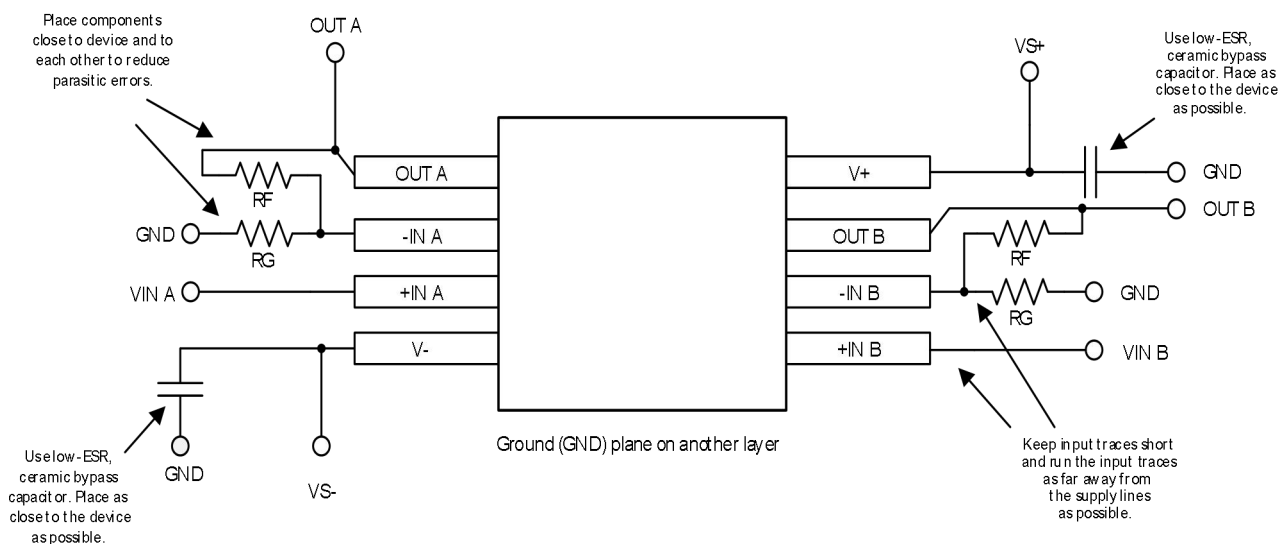 Place components
close to device and to
each other to reduce
parasitic errors.
OUT A
VS+
Use low-ESR,
ceramic bypass
capacitor. Place as
close to the device
as possible.
OUT A
V+
GND
RF
OUT B
GND
-IN A
OUT B
RF
RG
VIN A
+IN A
-IN B
GND
RG
V-
+IN B
VIN B
Ground (GND) plane on another layer
Use low-ESR,
ceramic bypass
capacitor. Place as
close to the device
as possible.
GND
VS-
Keep input traces short
and run the input traces
as far away from
the supply lines
as possible.